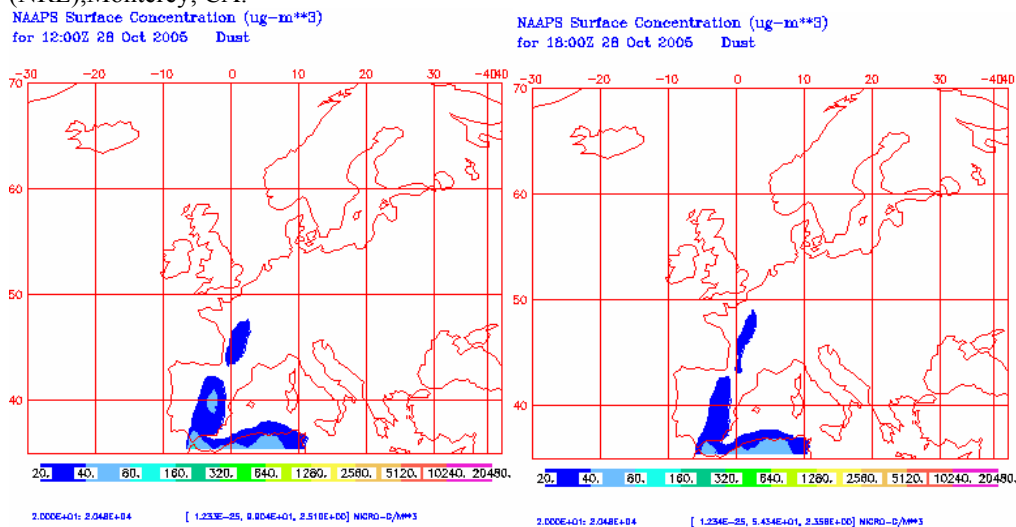 (NRL),Monterey, CA.
NAAPS Surface Concentration (ug-m**3)
for 12:00Z 28 Oct 2005 Dust
-30 -20 -10 0 10 20 30 -4040
70
60
50
40
20. 40. 80. 160. 320. 640. 1280. 2560. 5120. 10240. 20480.
2.000E+01: 2.048E+04 [ 1.233E-25, 9.904E+01, 2.510E+00] MICRO-G/M**3
NAAPS Surface Concentration (ug-m**3)
for 18:00Z 28 Oct 2005 Dust
-30 -20 -10 0 10 20 30 40
70
60
50
40
20. 40. 80. 160. 320. 640. 1280. 2560. 5120. 10240. 20480.
2.000E+01: 2.048E+04 [ 1.234E-25, 5.434E+01, 2.358E+00] MICRO-G/M**3